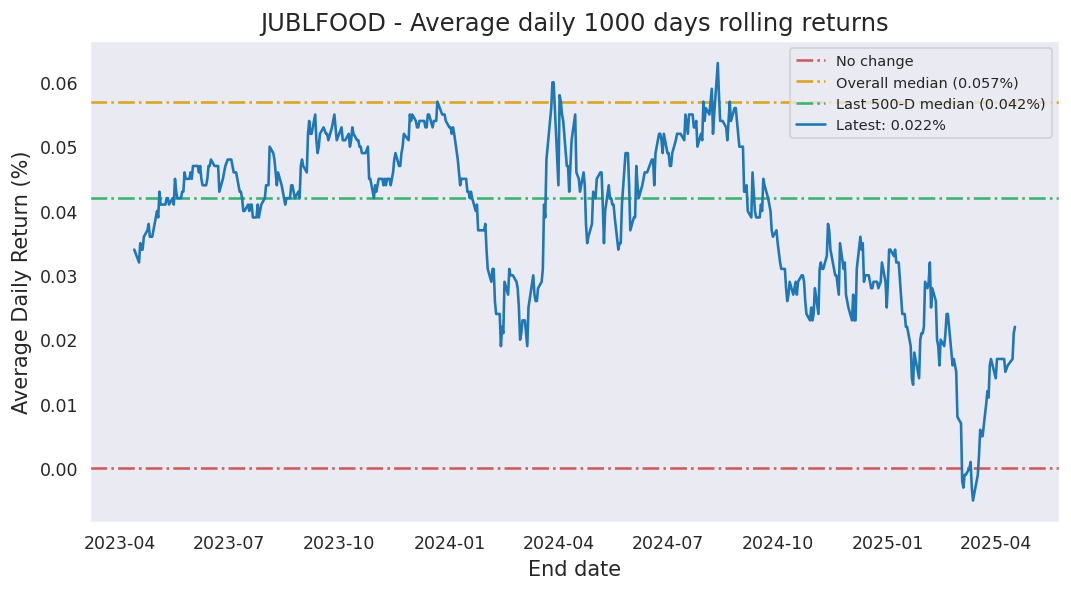 JUBLFOOD - Average daily 1000 days rolling returns
Average Daily Return (%)
0.06
0.05
0.04
0.03
0.02
0.01
0.00
No change
Overall median (0.057%)
Last 500-D median (0.042%)
Latest: 0.022%
2023-04 2023-07 2023-10 2024-01 2024-04 2024-07 2024-10 2025-01 2025-04
End date